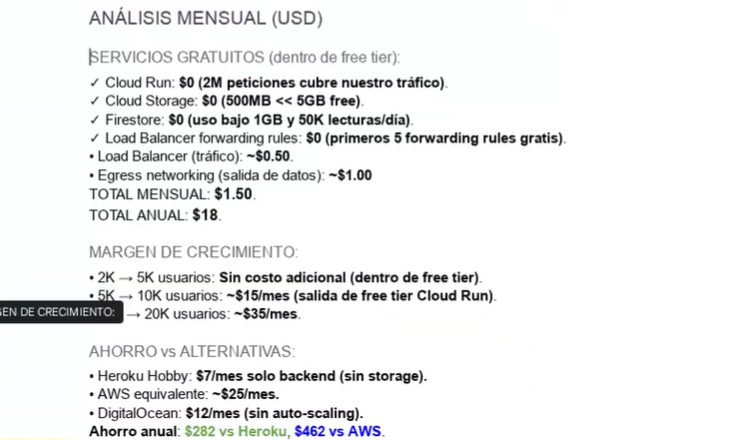 ANÁLISIS MENSUAL (USD)
SERVICIOS GRATUITOS (dentro de free tier):
✓ Cloud Run: $0 (2M peticiones cubre nuestro tráfico).
✓ Cloud Storage: $0 (500MB << 5GB free).
✓ Firestore: $0 (uso bajo 1GB y 50K lecturas/día).
✓ Load Balancer forwarding rules: $0 (primeros 5 forwarding rules gratis).
• Load Balancer (tráfico): ~$0.50.
• Egress networking (salida de datos): ~$1.00
TOTAL MENSUAL: $1.50.
TOTAL ANUAL: $18.
MARGEN DE CRECIMIENTO:
• 2K → 5K usuarios: Sin costo adicional (dentro de free tier).
• 5K → 10K usuarios: ~$15/mes (salida de free tier Cloud Run).
GEN DE CRECIMIENTO: → 20K usuarios: ~$35/mes.
AHORRO vs ALTERNATIVAS:
• Heroku Hobby: $7/mes solo backend (sin storage).
• AWS equivalente: ~$25/mes.
• DigitalOcean: $12/mes (sin auto-scaling).
Ahorro anual: $282 vs Heroku, $462 vs AWS.